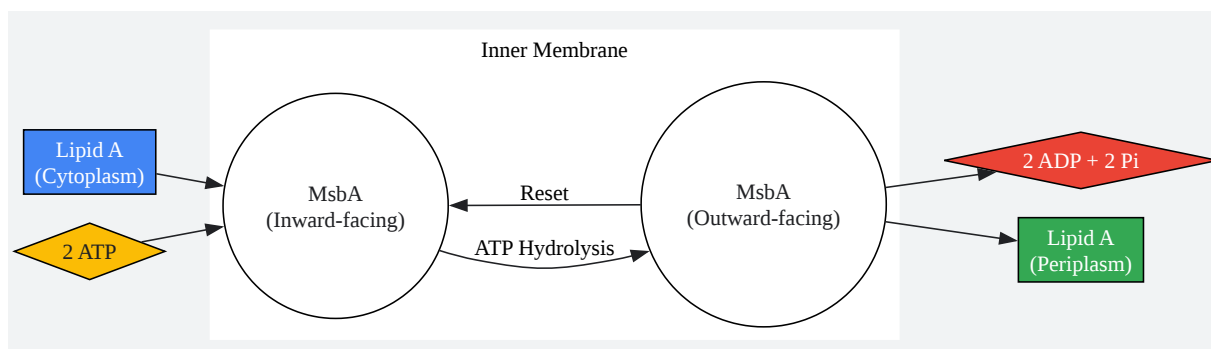 Inner Membrane
Lipid A
(Cytoplasm)
2 ATP
MsbA
(Inward-facing)
Reset
ATP Hydrolysis
MsbA
(Outward-facing)
2 ADP + 2 Pi
Lipid A
(Periplasm)